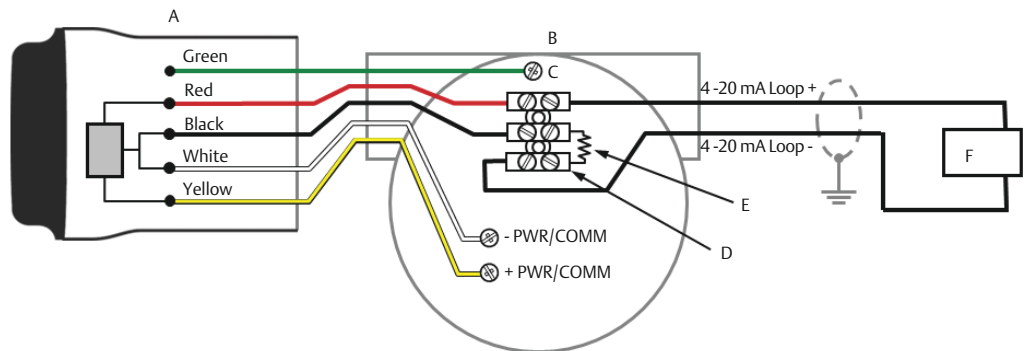 A
B
Green
C
Red
4 -20 mA Loop +
Black
4 -20 mA Loop -
White
F
Yellow
E
- PWR/COMM
D
+ PWR/COMM